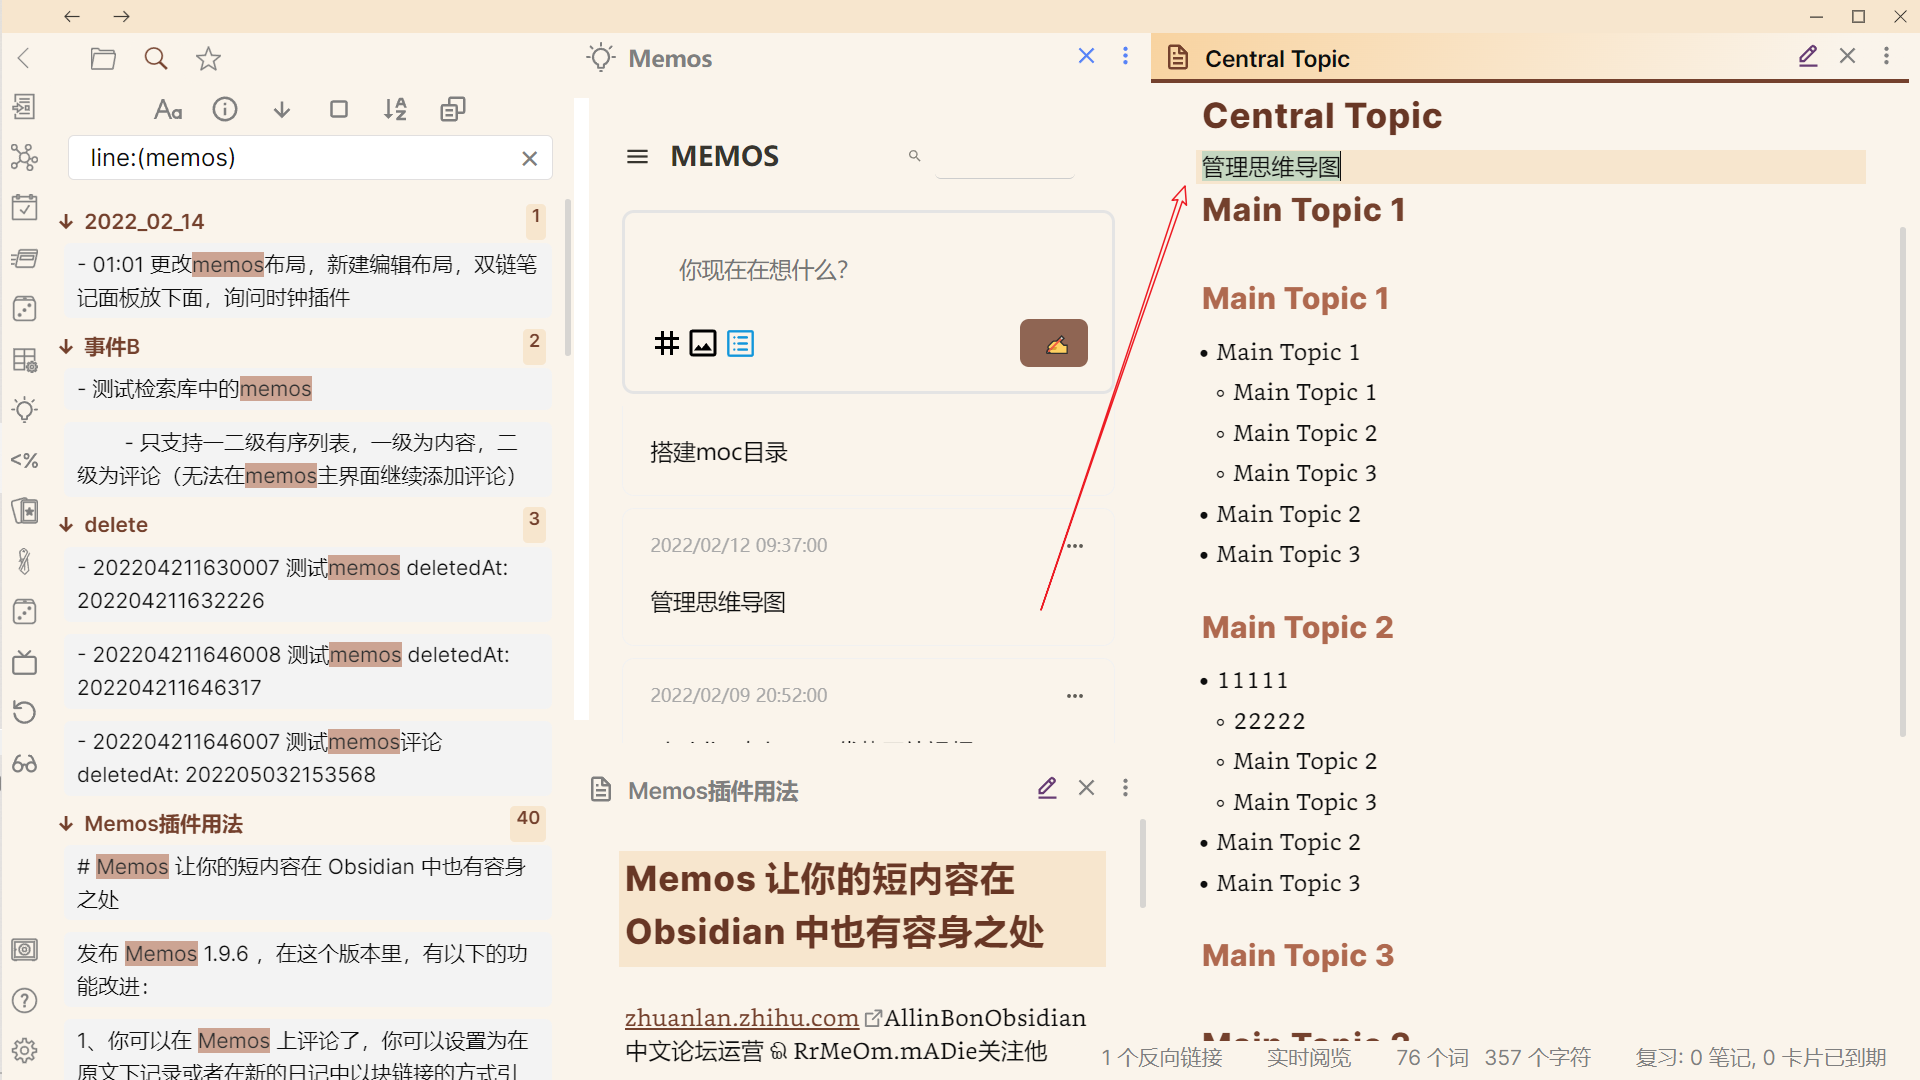 line:(memos)
2022_02_14
1
- 01:01 更改memos布局，新建编辑布局，双链笔
记面板放下面，询问时钟插件
事件B
2
- 测试检索库中的memos
- 只支持一二级有序列表，一级为内容，二
级为评论（无法在memos主界面继续添加评论）
delete
3
- 202204211630007 测试memos deletedAt:
202204211632226
- 202204211646008 测试memos deletedAt:
202204211646317
- 202204211646007 测试memos评论
deletedAt: 202205032153568
Memos插件用法
40
# Memos 让你的短内容在 Obsidian 中也有容身
之处
发布 Memos 1.9.6 ，在这个版本里，有以下的功
能改进：
1、你可以在 Memos 上评论了，你可以设置为在
原文下记录或者在新的日记中以块链接的方式引
Memos
MEMOS
你现在在想什么？
搭建moc目录
2022/02/12 09:37:00
管理思维导图
2022/02/09 20:52:00
Memos插件用法
Memos 让你的短内容在
Obsidian 中也有容身之处
zhuanlan.zhihu.com AllinBonObsidian
中文论坛运营 RrMeOm.mADie关注他
Central Topic
Central Topic
管理思维导图
Main Topic 1
Main Topic 1
• Main Topic 1
◦ Main Topic 1
◦ Main Topic 2
◦ Main Topic 3
• Main Topic 2
• Main Topic 3
Main Topic 2
• 11111
◦ 22222
◦ Main Topic 2
◦ Main Topic 3
• Main Topic 2
• Main Topic 3
Main Topic 3
1 个反向链接
实时阅览
76 个词
357 个字符
复习: 0 笔记, 0 卡片已到期